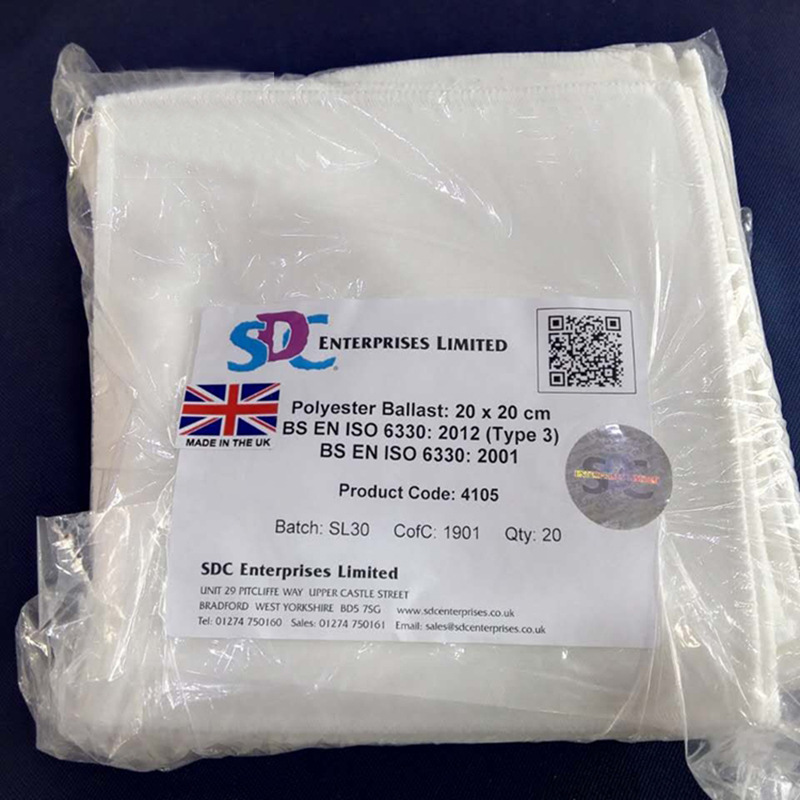 SDC ENTERPRISES LIMITED
MADE IN THE UK
Polyester Ballast: 20 x 20 cm
BS EN ISO 6330: 2012 (Type 3)
BS EN ISO 6330: 2001
Product Code: 4105
Batch: SL30 CofC: 1901 Qty: 20
SDC
ENTERPRISES LIMITED
SDC Enterprises Limited
UNIT 29 PITCLIFFE WAY UPPER CASTLE STREET
BRADFORD WEST YORKSHIRE BD5 7SG www.sdcenterprises.co.uk
Tel: 01274 750160 Sales: 01274 750161 Email: sales@sdcenterprises.co.uk